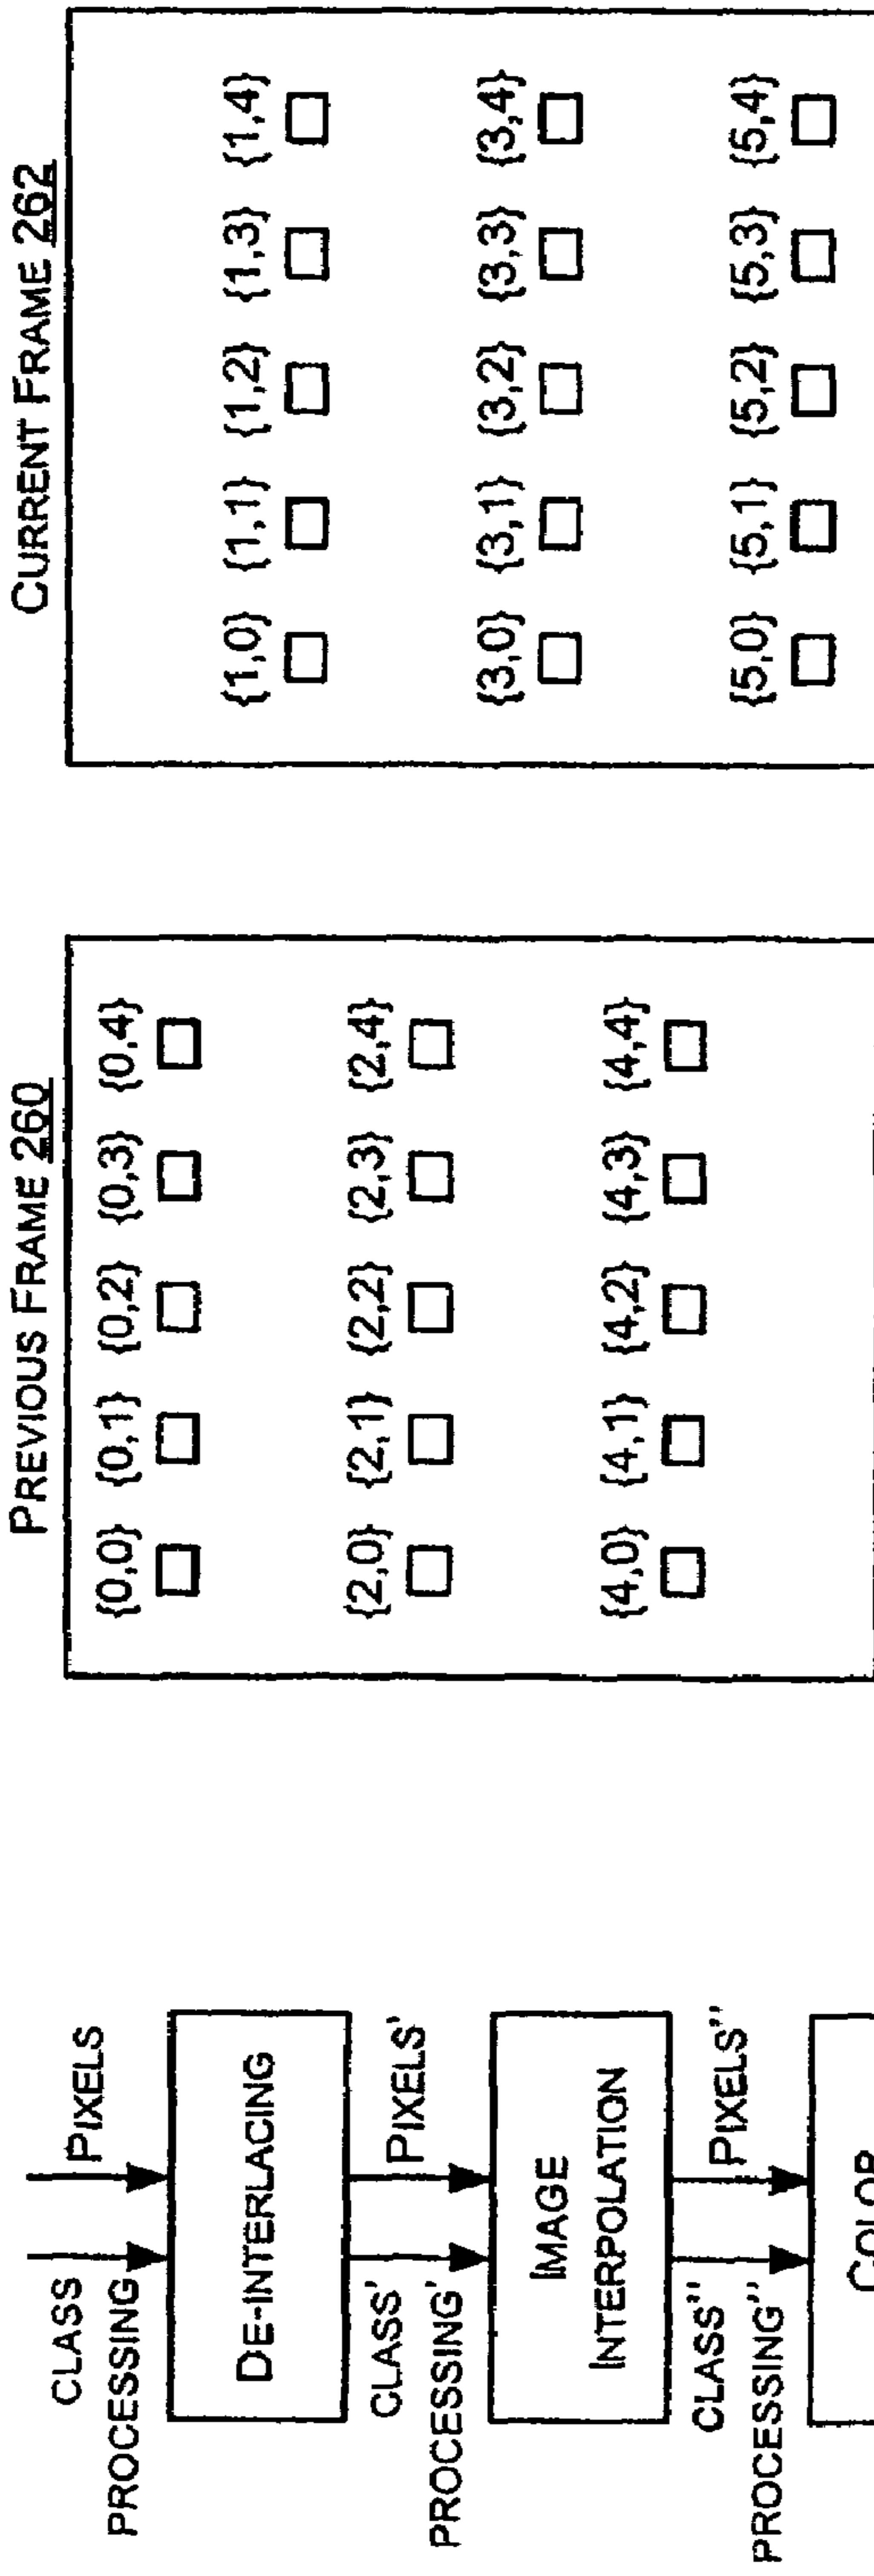 CLASS
PROCESSING
PIXELS
DE-INTERLACING
CLASS'
PROCESSING'
PIXELS'
IMAGE
INTERPOLATION
CLASS''
PROCESSING''
PIXELS''
COLOR
PREVIOUS FRAME 260
{0,0} {0,1} {0,2} {0,3} {0,4}
{2,0} {2,1} {2,2} {2,3} {2,4}
{4,0} {4,1} {4,2} {4,3} {4,4}
CURRENT FRAME 262
{1,0} {1,1} {1,2} {1,3} {1,4}
{3,0} {3,1} {3,2} {3,3} {3,4}
{5,0} {5,1} {5,2} {5,3} {5,4}